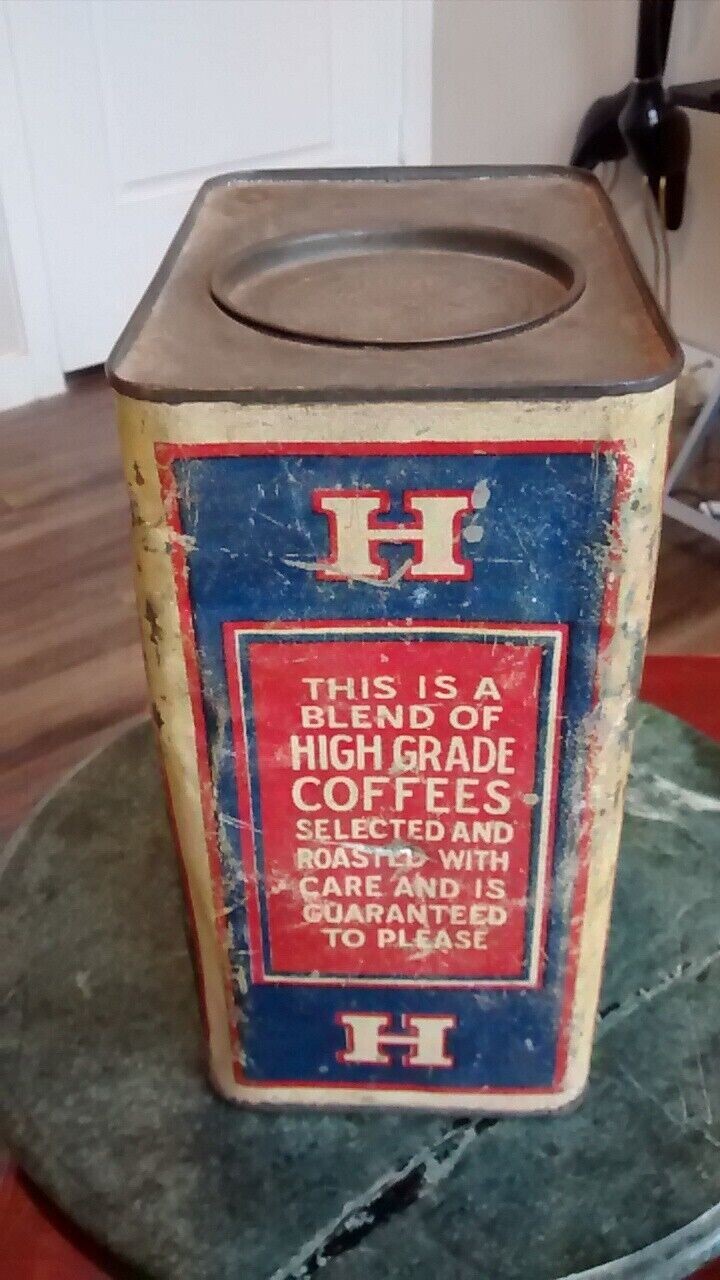 H
THIS IS A
BLEND OF
HIGH GRADE
COFFEES
SELECTED AND
ROASTED WITH
CARE AND IS
GUARANTEED
TO PLEASE
H